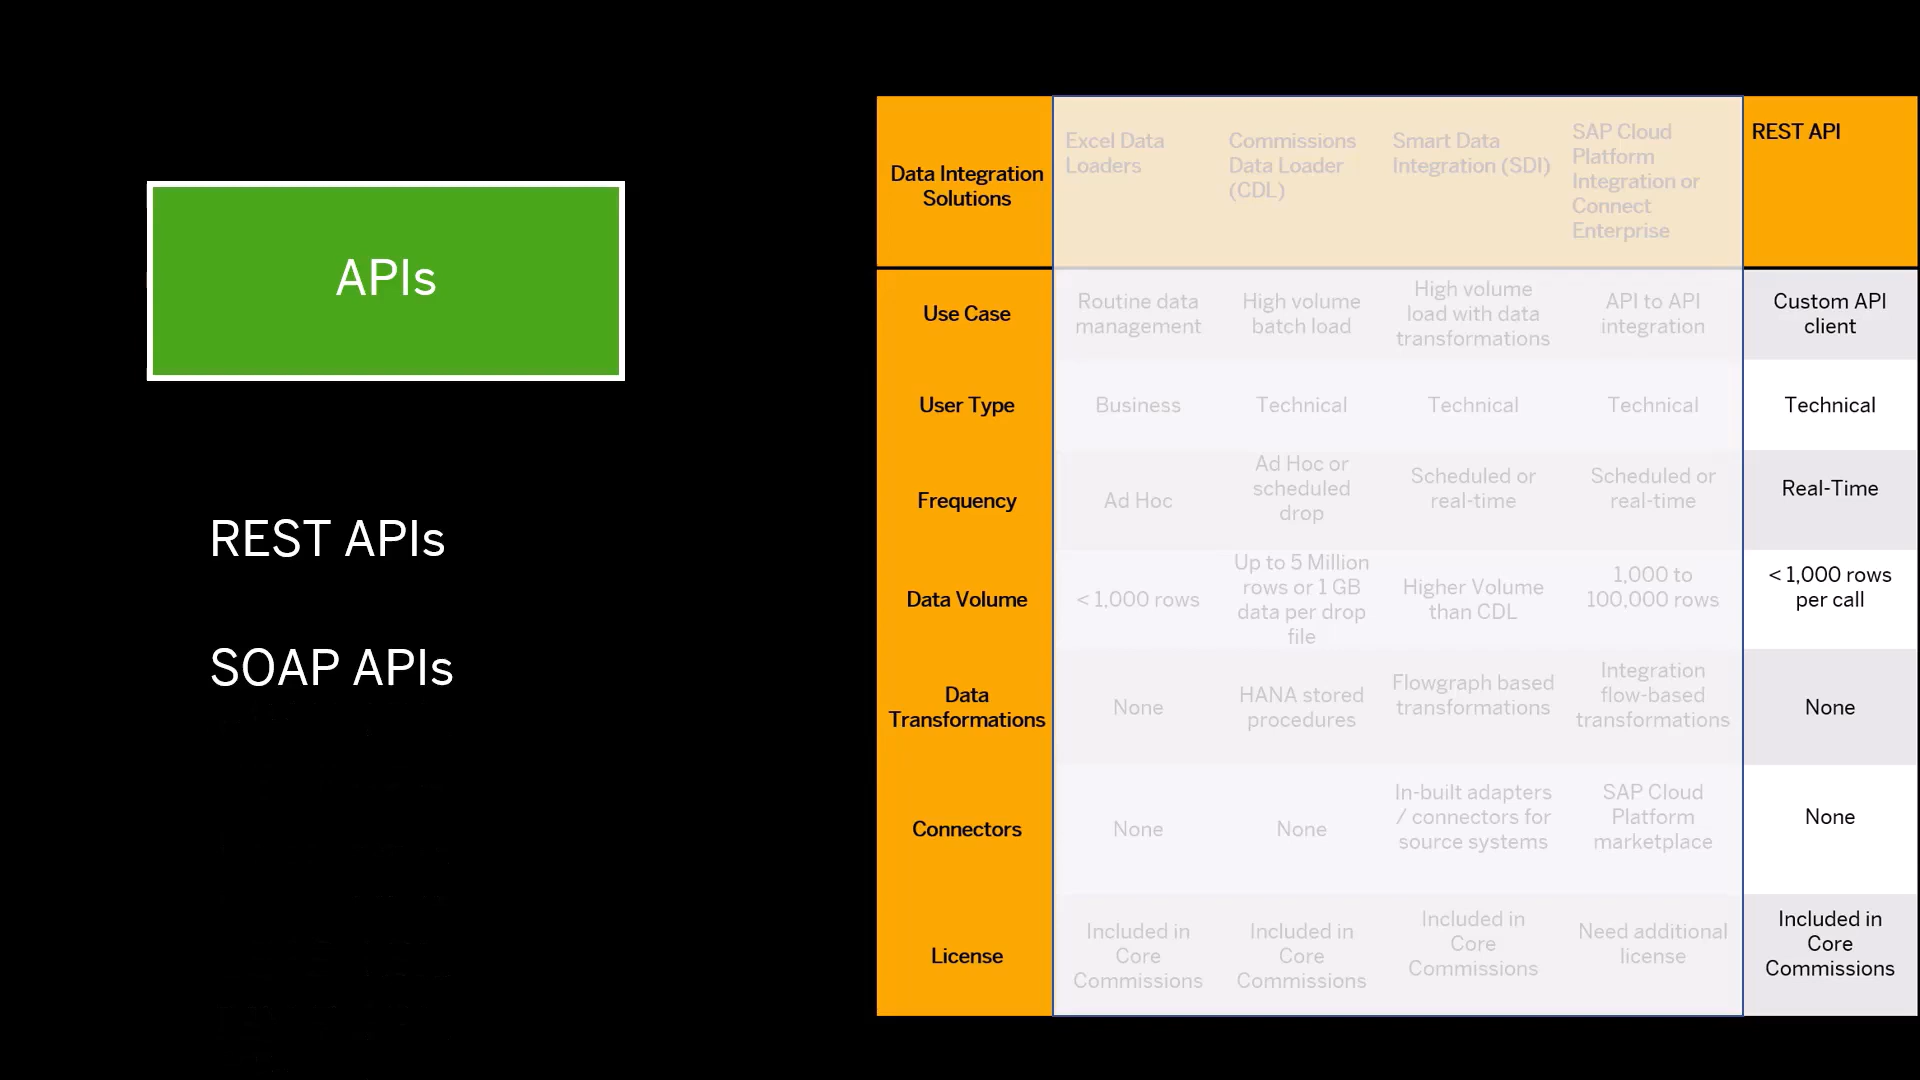 APIs
REST APIs
SOAP APIs
Data Integration
Solutions
Excel Data
Loaders
Commissions
Data Loader
(CDL)
Smart Data
Integration (SDI)
SAP Cloud
Platform
Integration or
Connect
Enterprise
REST API
Use Case
Routine data
management
High volume
batch load
High volume
load with data
transformations
API to API
integration
Custom API
client
User Type
Business
Technical
Technical
Technical
Technical
Frequency
Ad Hoc
Ad Hoc or
scheduled
drop
Scheduled or
real-time
Scheduled or
real-time
Real-Time
Data Volume
< 1,000 rows
Up to 5 Million
rows or 1 GB
data per drop
file
Higher Volume
than CDL
1,000 to
100,000 rows
< 1,000 rows
per call
Data
Transformations
None
HANA stored
procedures
Flowgraph based
transformations
Integration
flow-based
transformations
None
Connectors
None
None
In-built adapters
/ connectors for
source systems
SAP Cloud
Platform
marketplace
None
License
Included in
Core
Commissions
Included in
Core
Commissions
Included in
Core
Commissions
Need additional
license
Included in
Core
Commissions